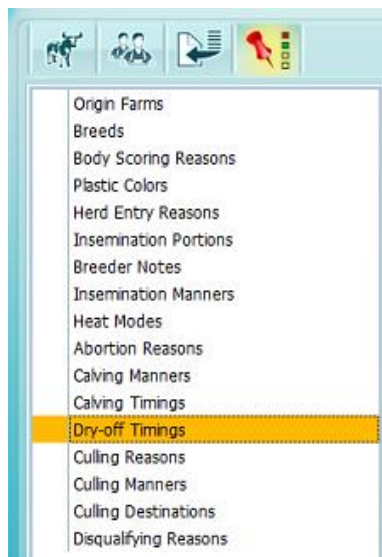 Origin Farms
Breeds
Body Scoring Reasons
Plastic Colors
Herd Entry Reasons
Insemination Portions
Breeder Notes
Insemination Manners
Heat Modes
Abortion Reasons
Calving Manners
Calving Timings
Dry-off Timings
Culling Reasons
Culling Manners
Culling Destinations
Disqualifying Reasons